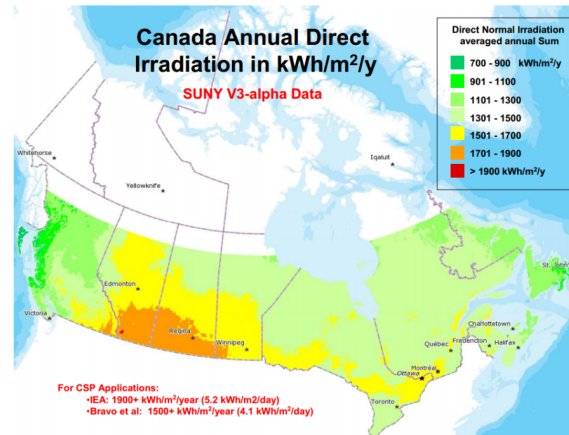 Canada Annual Direct
Irradiation in kWh/m²/y
SUNY V3-alpha Data
Direct Normal Irradiation
averaged annual Sum
700 - 900 kWh/m²/y
901 - 1100
1101 - 1300
1301 - 1500
1501 - 1700
1701 - 1900
> 1900 kWh/m²/y
Whitehorse
Yellowknife
Iqaluit
Edmonton
Victoria
Regina
Winnipeg
St. John
Charlottetown
Québec
Fredericton
Halifax
Montréal
Ottawa
Toronto
For CSP Applications:
•IEA: 1900+ kWh/m²/year (5.2 kWh/m2/day)
•Bravo et al: 1500+ kWh/m²/year (4.1 kWh/m²/day)